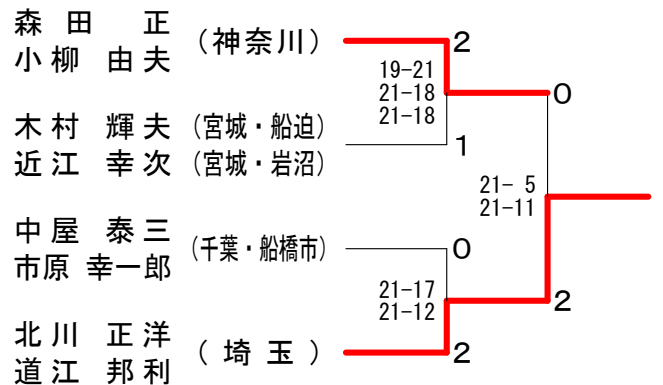 森田 正
小柳 由夫
（神奈川）
2
19-21
21-18
21-18
0
木村 輝夫 （宮城・船迫）
近江 幸次 （宮城・岩沼）
1
21- 5
21-11
中屋 泰三
市原 幸一郎
（千葉・船橋市）
0
21-17
21-12
2
北川 正洋
道江 邦利
（埼玉）
2